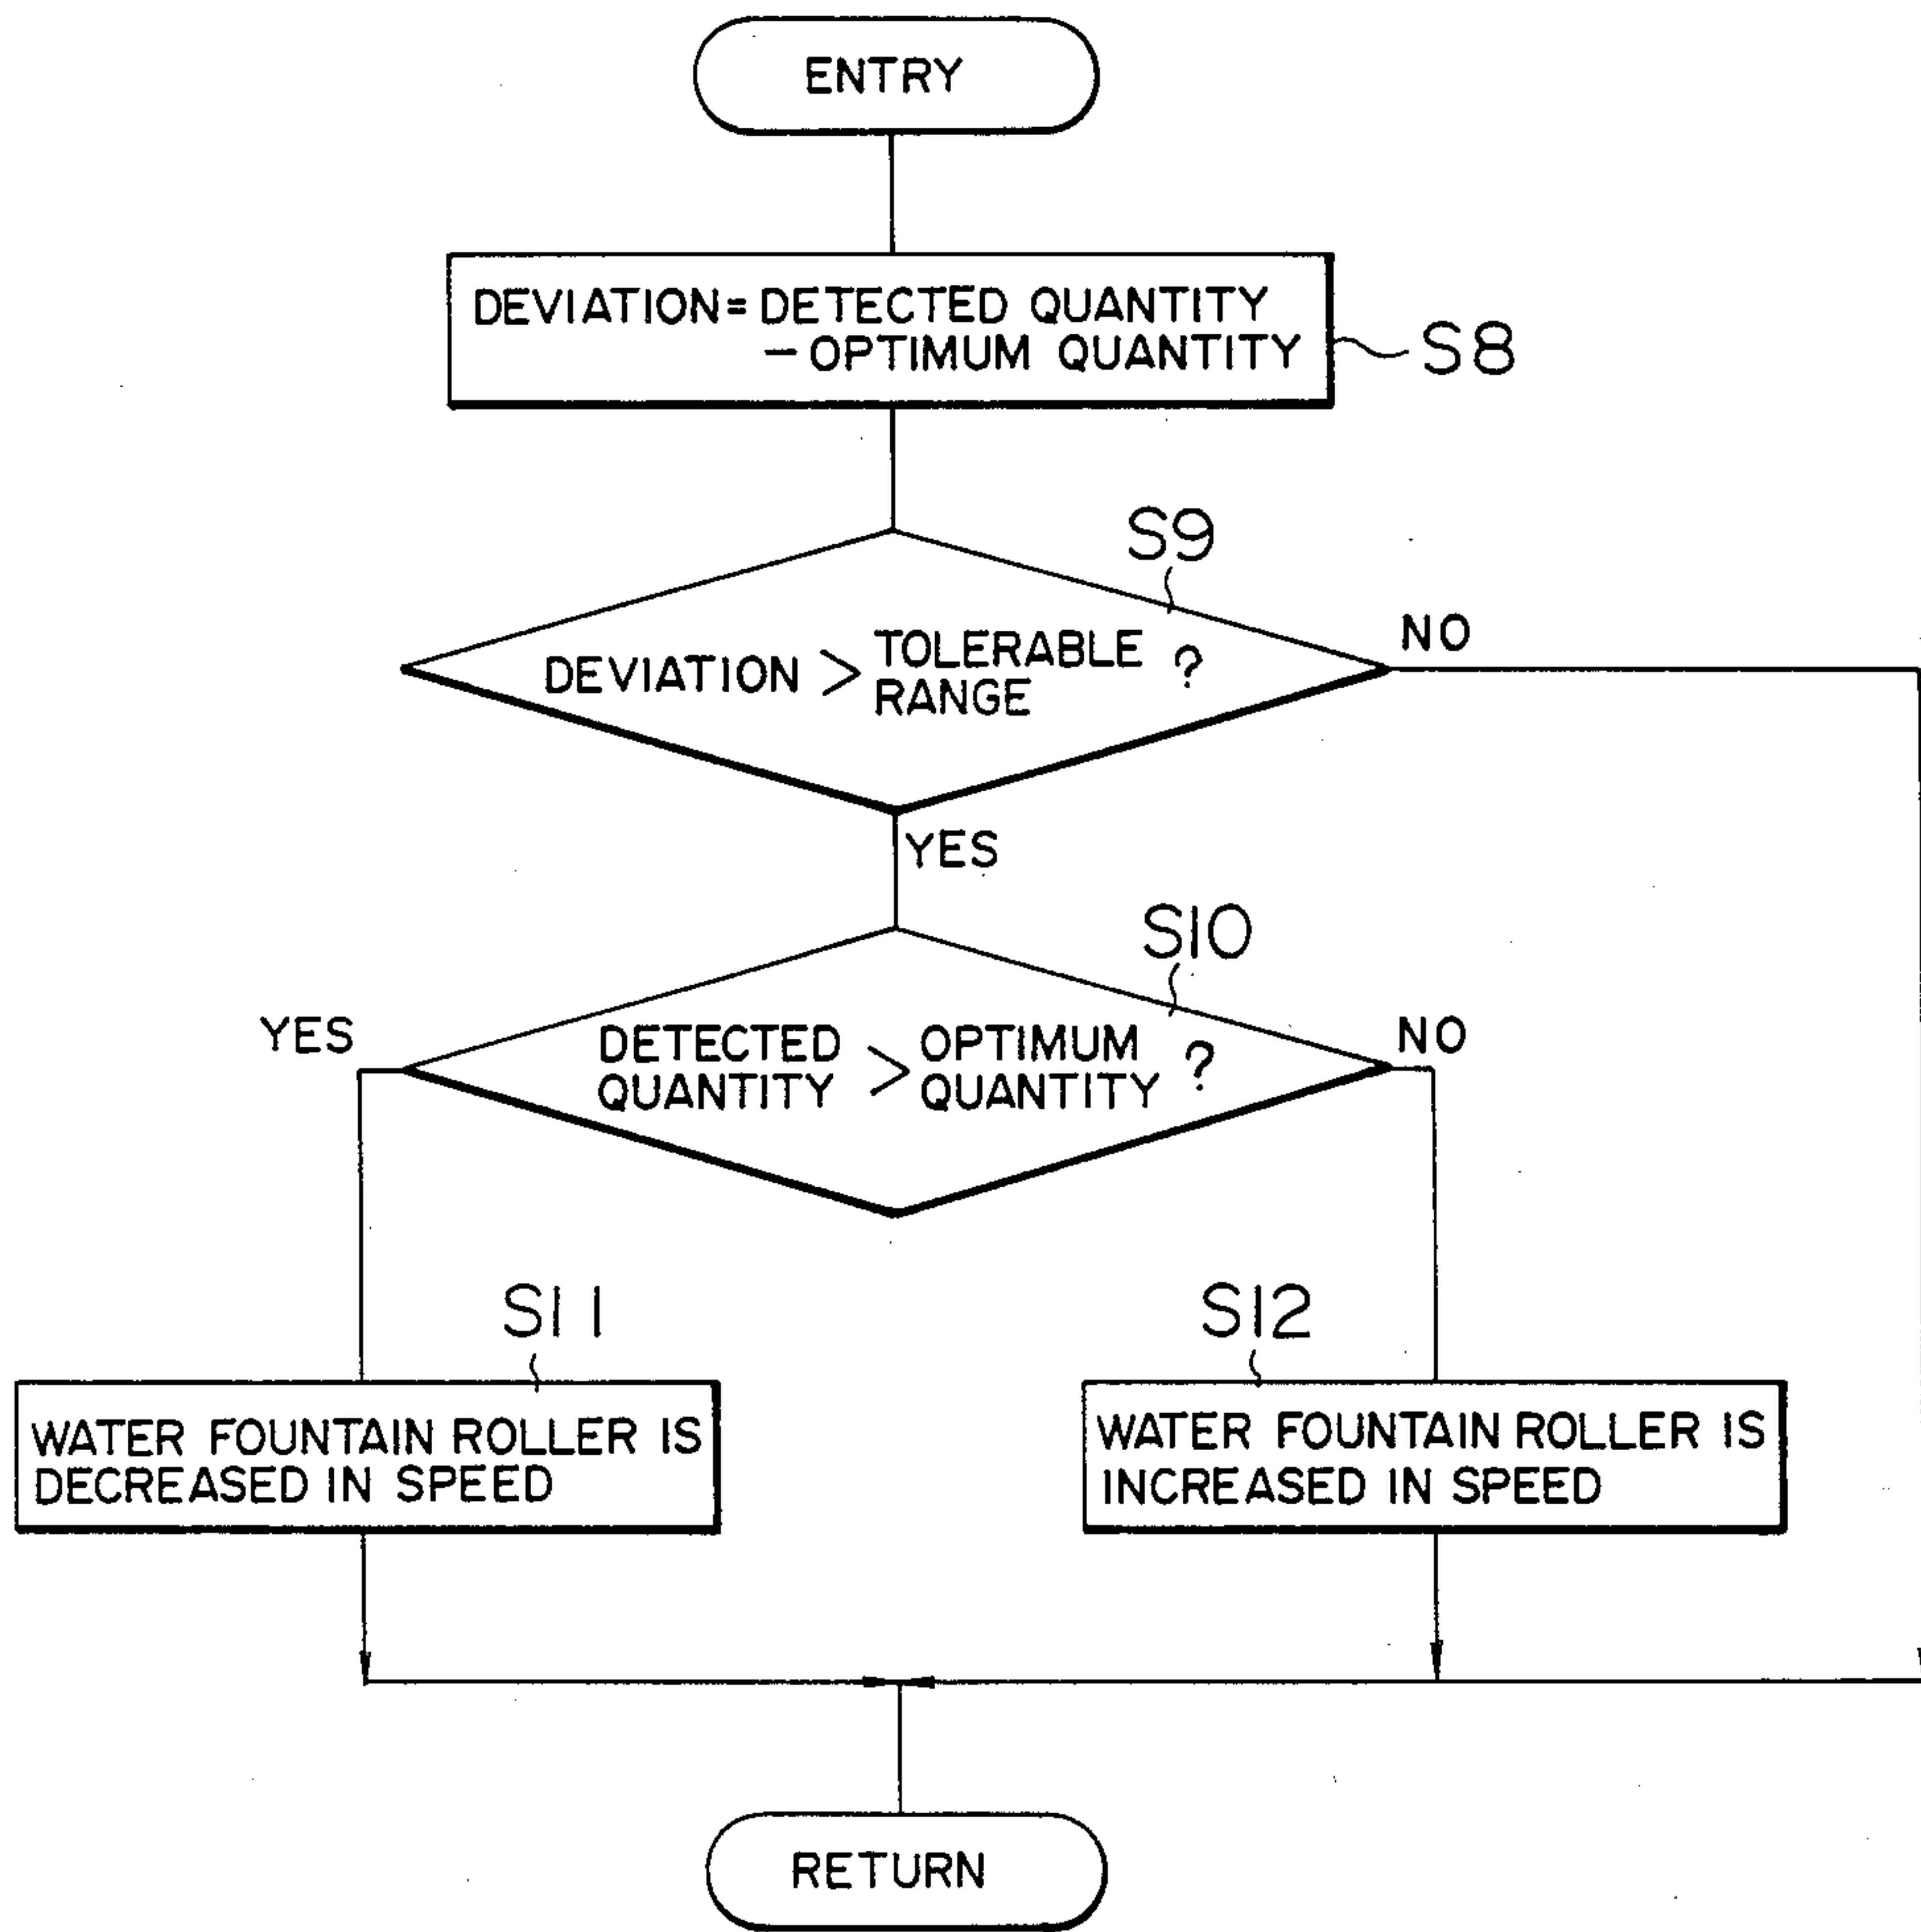 ENTRY
DEVIATION= DETECTED QUANTITY
- OPTIMUM QUANTITY
S8
S9
DEVIATION > TOLERABLE RANGE ?
NO
YES
S10
YES
DETECTED QUANTITY > OPTIMUM QUANTITY ?
NO
S11
S12
WATER FOUNTAIN ROLLER IS
DECREASED IN SPEED
WATER FOUNTAIN ROLLER IS
INCREASED IN SPEED
RETURN